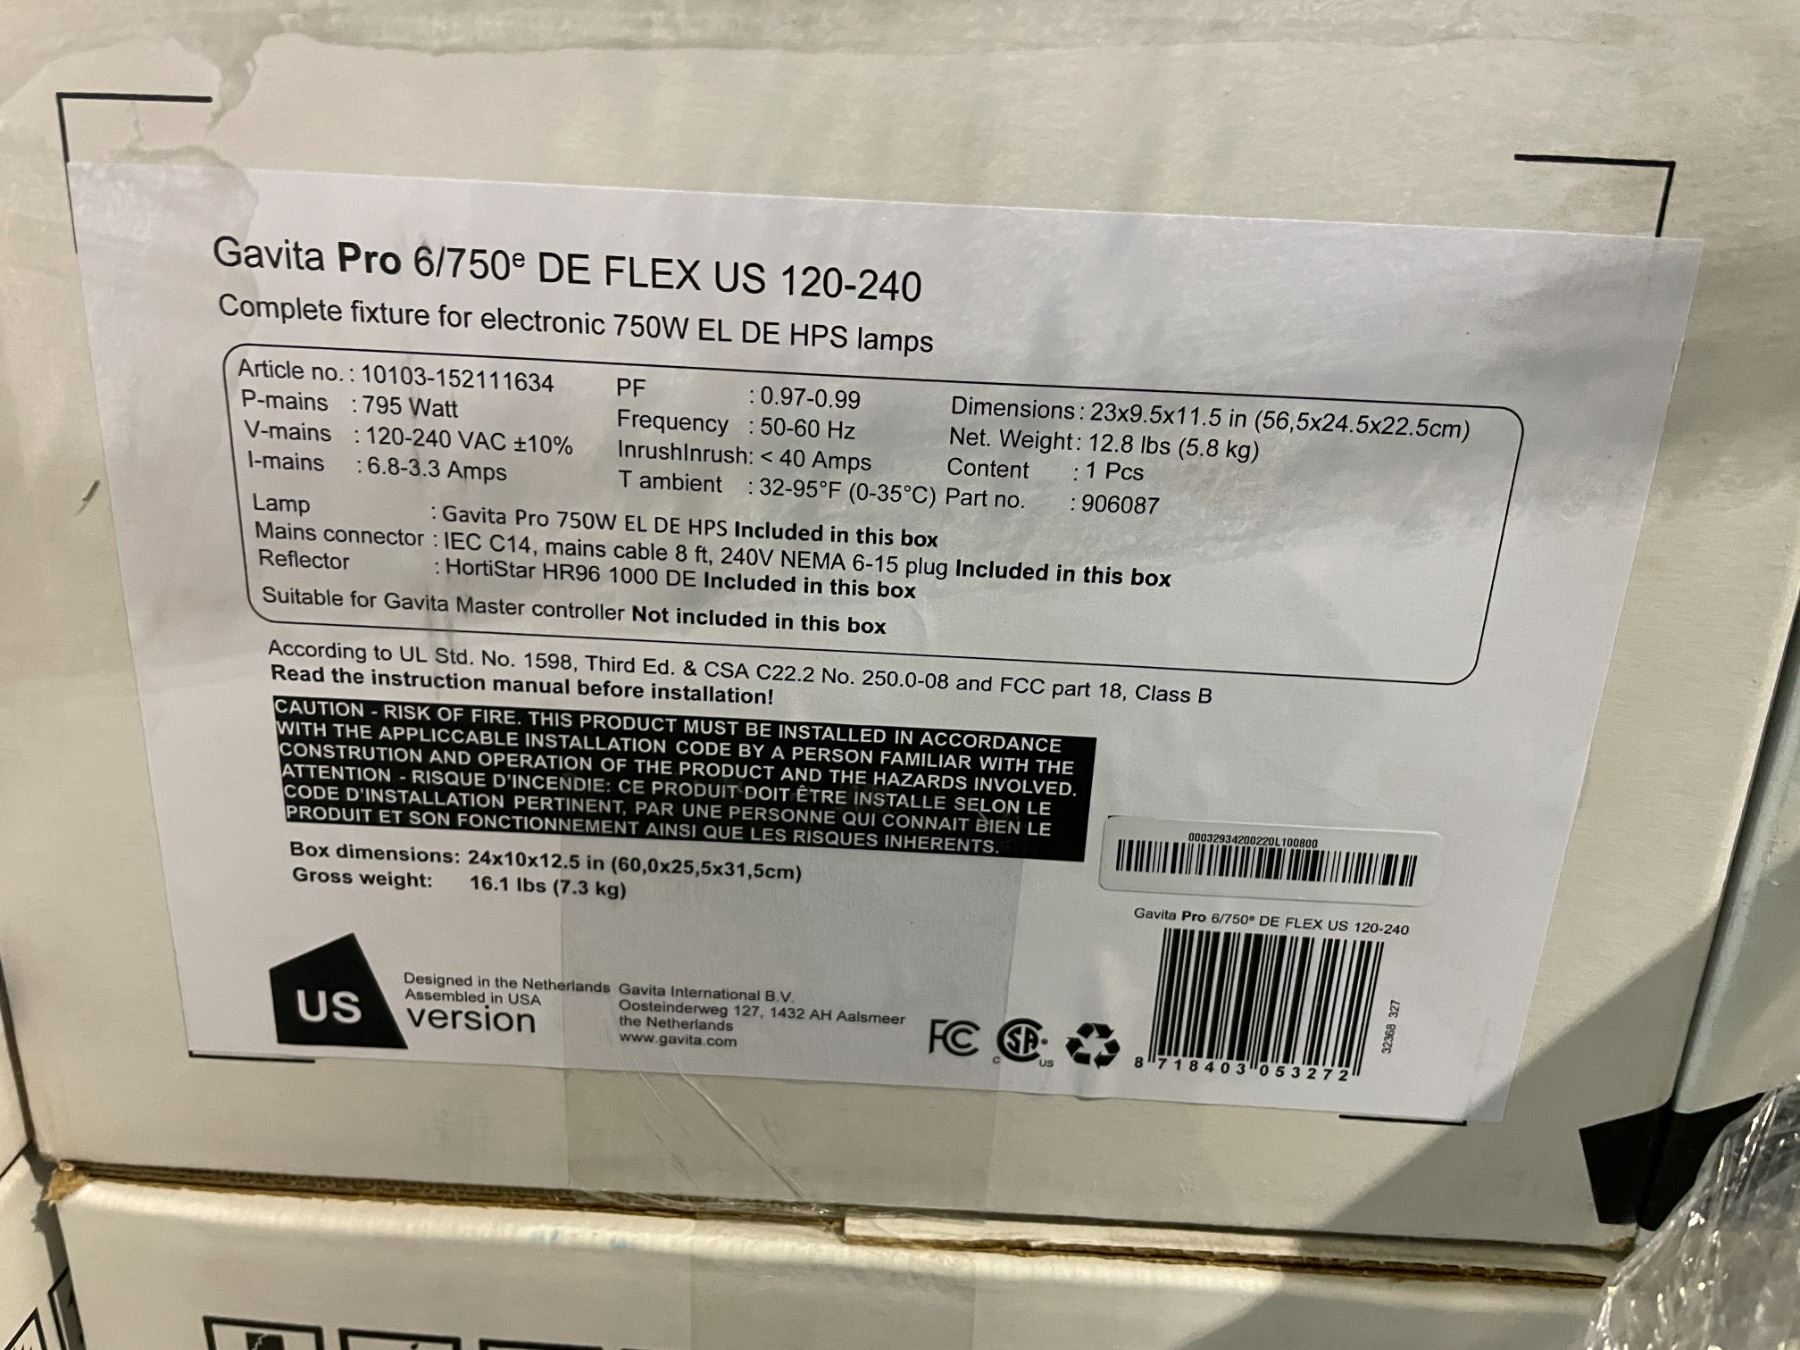 Gavita Pro 6/750e DE FLEX US 120-240
Complete fixture for electronic 750W EL DE HPS lamps
Article no. : 10103-152111634
P-mains : 795 Watt
V-mains : 120-240 VAC ±10%
I-mains : 6.8-3.3 Amps
PF : 0.97-0.99
Frequency : 50-60 Hz
InrushInrush: < 40 Amps
T ambient : 32-95°F (0-35°C)
Dimensions : 23x9.5x11.5 in (56,5x24.5x22.5cm)
Net. Weight : 12.8 lbs (5.8 kg)
Content : 1 Pcs
Part no. : 906087
Lamp : Gavita Pro 750W EL DE HPS Included in this box
Mains connector : IEC C14, mains cable 8 ft, 240V NEMA 6-15 plug Included in this box
Reflector : HortiStar HR96 1000 DE Included in this box
Suitable for Gavita Master controller Not included in this box
According to UL Std. No. 1598, Third Ed. & CSA C22.2 No. 250.0-08 and FCC part 18, Class B
Read the instruction manual before installation!
CAUTION - RISK OF FIRE. THIS PRODUCT MUST BE INSTALLED IN ACCORDANCE
WITH THE APPLICCABLE INSTALLATION CODE BY A PERSON FAMILIAR WITH THE
CONSTRUTION AND OPERATION OF THE PRODUCT AND THE HAZARDS INVOLVED.
ATTENTION - RISQUE D'INCENDIE: CE PRODUIT DOIT ÊTRE INSTALLE SELON LE
CODE D'INSTALLATION PERTINENT, PAR UNE PERSONNE QUI CONNAIT BIEN LE
PRODUIT ET SON FONCTIONNEMENT AINSI QUE LES RISQUES INHERENTS.
Box dimensions: 24x10x12.5 in (60,0x25,5x31,5cm)
Gross weight: 16.1 lbs (7.3 kg)
00032934200220L100800
Gavita Pro 6/750e DE FLEX US 120-240
8 718403 053272
32368 327
US
Designed in the Netherlands
Assembled in USA
version
Gavita International B.V.
Oosteinderweg 127, 1432 AH Aalsmeer
the Netherlands
www.gavita.com
FC
C SA US